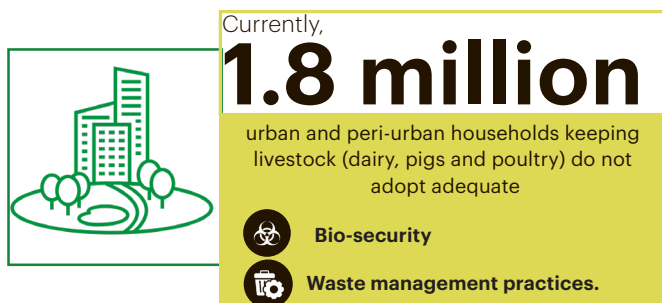 Currently,
1.8 million
urban and peri-urban households keeping
livestock (dairy, pigs and poultry) do not
adopt adequate
Bio-security
Waste management practices.